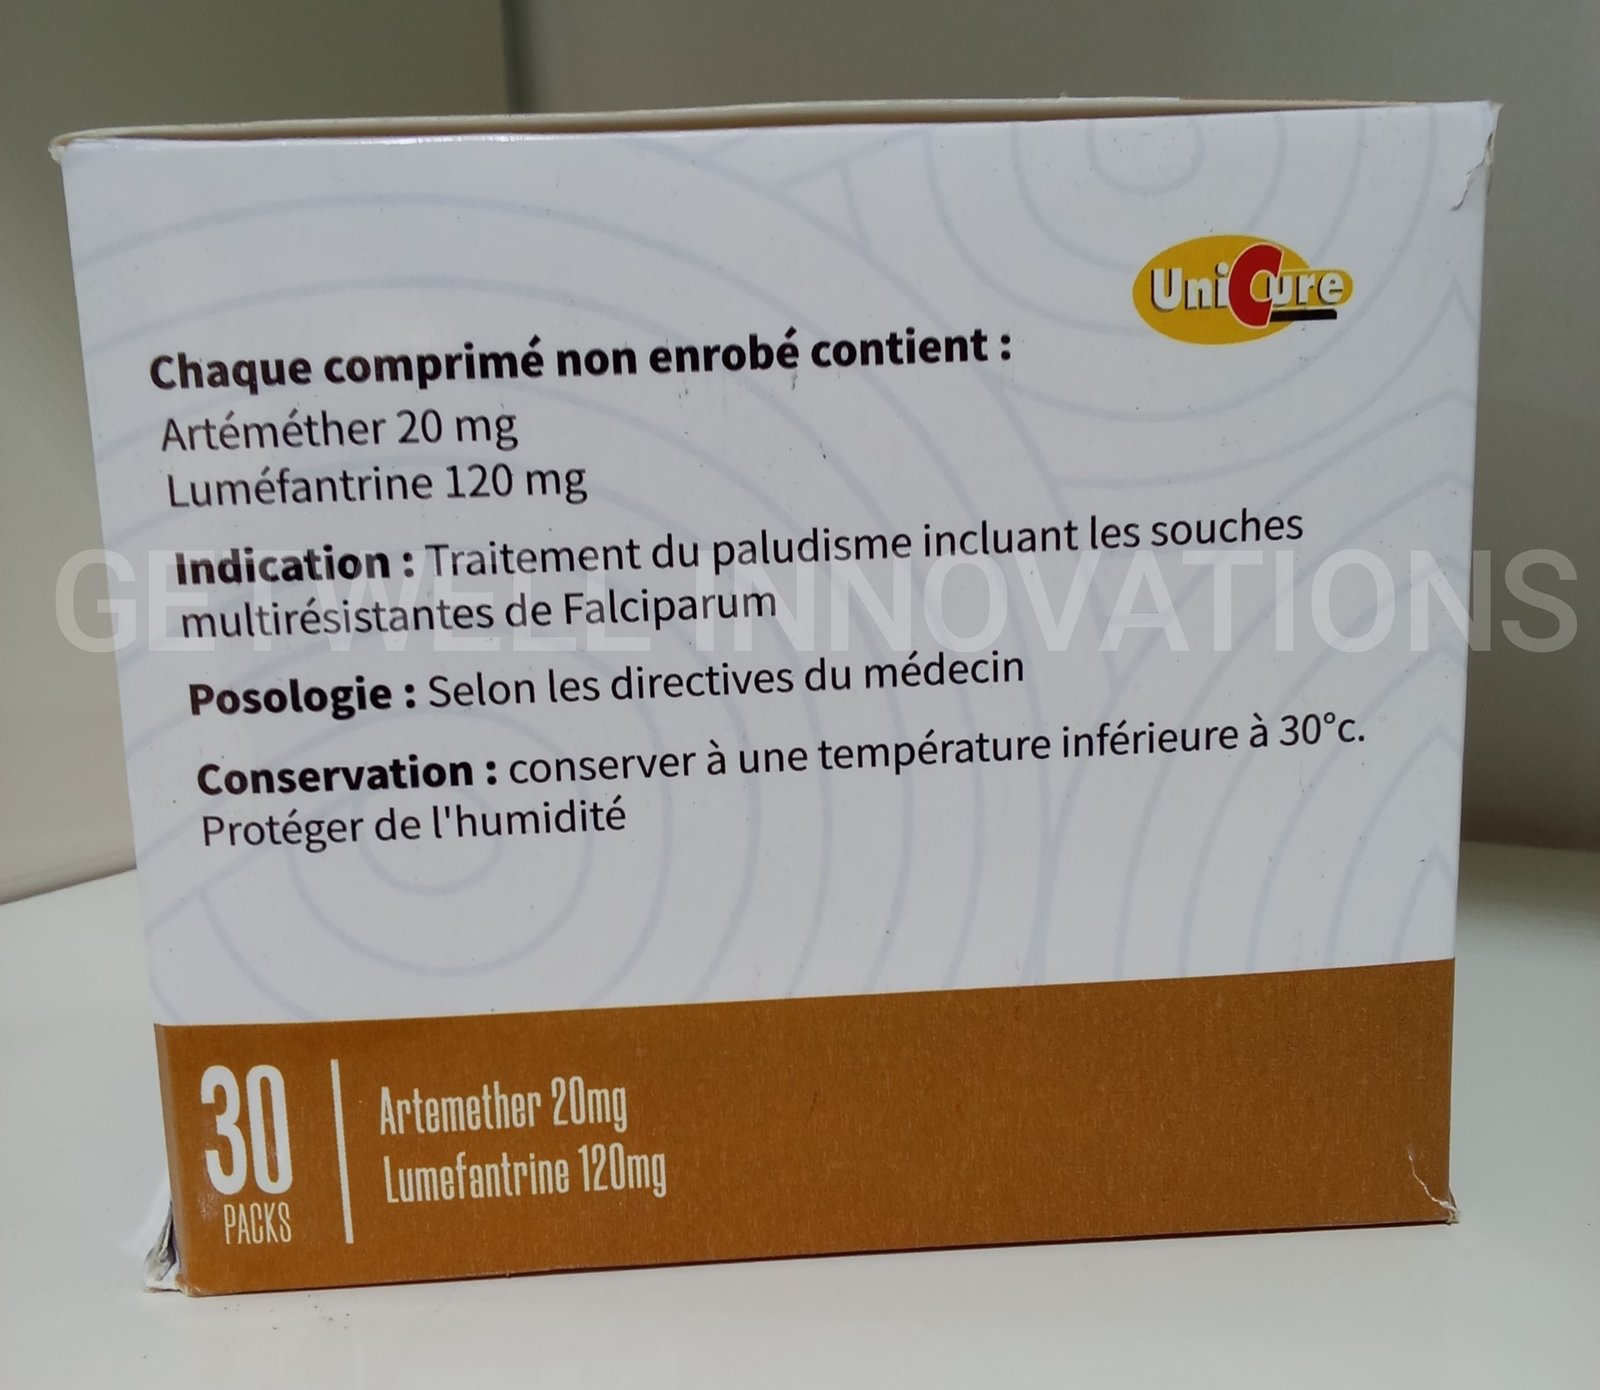 UniCure
Chaque comprimé non enrobé contient :
Artéméther 20 mg
Luméfantrine 120 mg
Indication : Traitement du paludisme incluant les souches
multirésistantes de Falciparum
GETWELL INNOVATIONS
Posologie : Selon les directives du médecin
Conservation : conserver à une température inférieure à 30°c.
Protéger de l'humidité
30
PACKS
Artemether 20mg
Lumefantrine 120mg